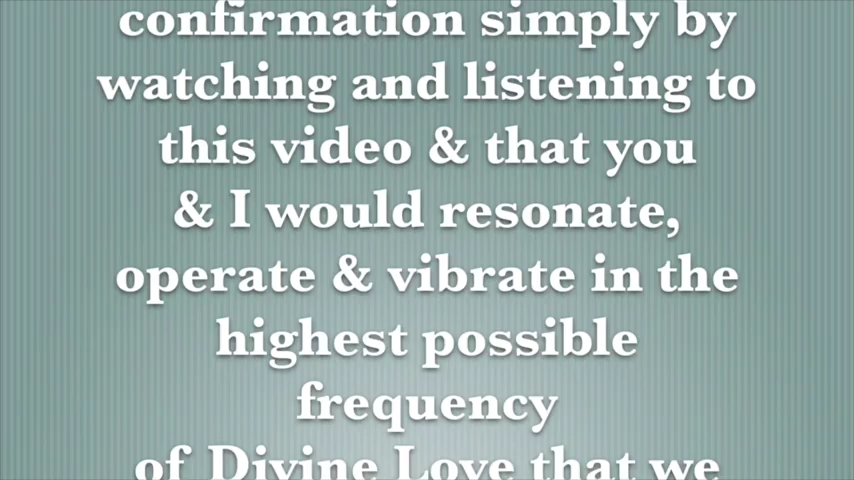 confirmation simply by
watching and listening to
this video & that you
& I would resonate,
operate & vibrate in the
highest possible
frequency
of Divine Love that we